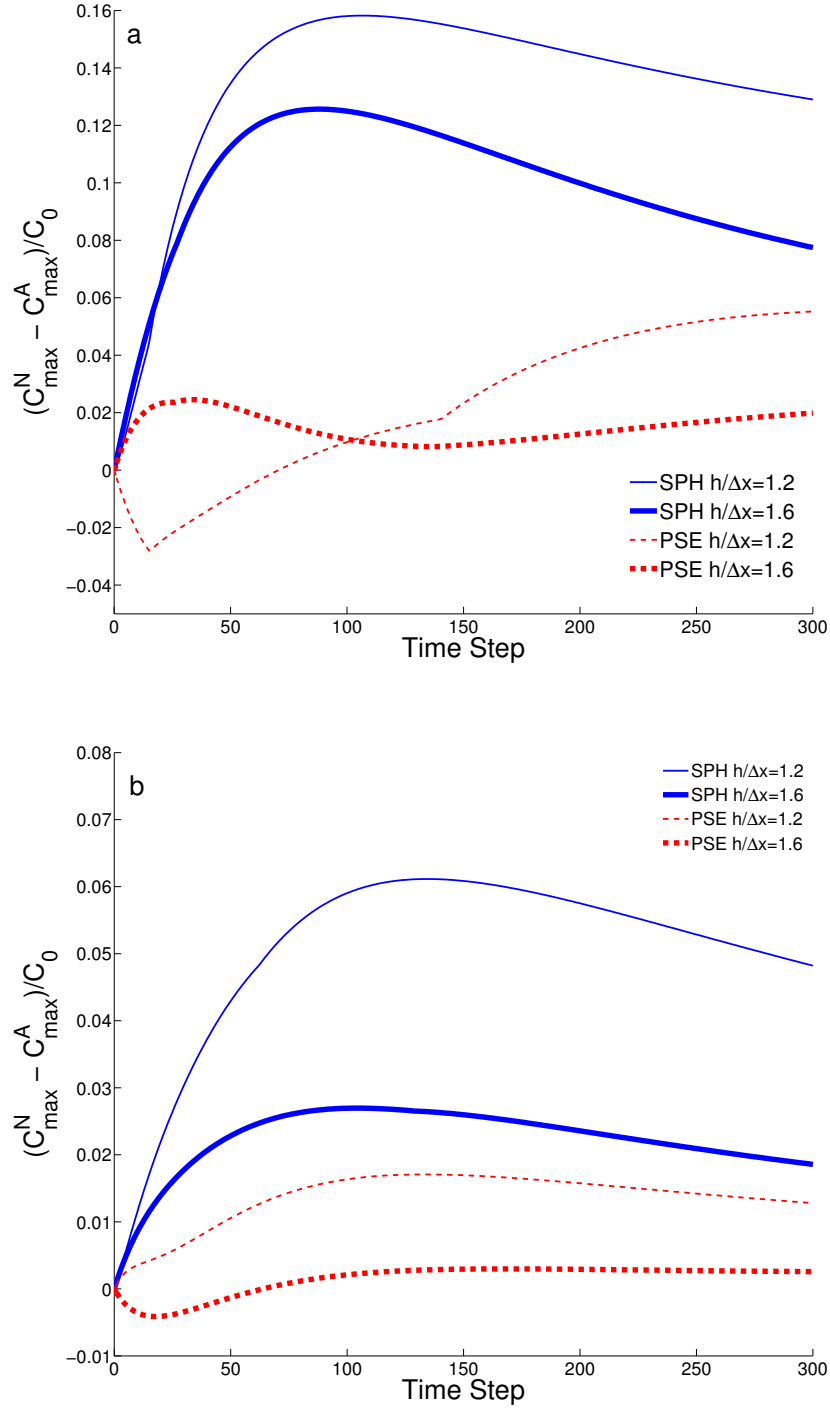 a
0.16
0.14
0.12
0.1
0.08
0.06
0.04
0.02
0
−0.02
−0.04
(C^N_max − C^A_max)/C_0
SPH h/Δx=1.2
SPH h/Δx=1.6
PSE h/Δx=1.2
PSE h/Δx=1.6
0 50 100 150 200 250 300
Time Step
b
0.08
0.07
0.06
0.05
0.04
0.03
0.02
0.01
0
−0.01
(C^N_max − C^A_max)/C_0
SPH h/Δx=1.2
SPH h/Δx=1.6
PSE h/Δx=1.2
PSE h/Δx=1.6
0 50 100 150 200 250 300
Time Step